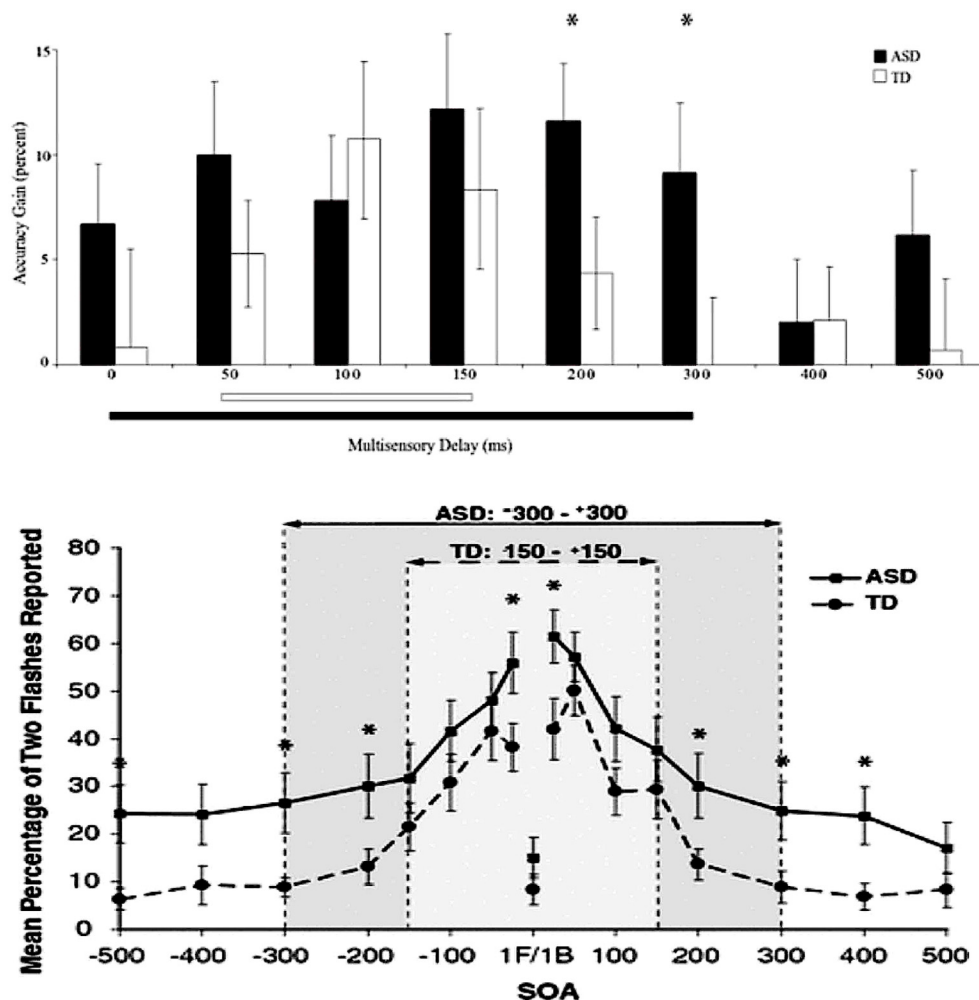 * *
15
ASD
TD
10
Accuracy Gain (percent)
5
0
0 50 100 150 200 300 400 500
Multisensory Delay (ms)
ASD: -300 - +300
TD: 150 - +150
80
70
60
50
40
30
20
10
0
Mean Percentage of Two Flashes Reported
ASD
TD
* * * * * * * *
-500 -400 -300 -200 -100 1F/1B 100 200 300 400 500
SOA